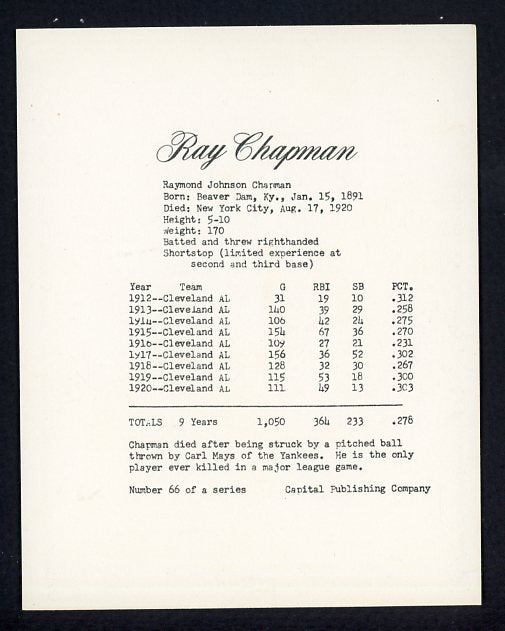 Ray Chapman
Raymond Johnson Chapman
Born: Beaver Dam, Ky., Jan. 15, 1891
Died: New York City, Aug. 17, 1920
Height: 5-10
Weight: 170
Batted and threw righthanded
Shortstop (limited experience at
second and third base)
Year Team G RBI SB PCT.
1912--Cleveland AL 31 19 10 .312
1913--Cleveland AL 140 39 29 .258
1914--Cleveland AL 106 42 24 .275
1915--Cleveland AL 154 67 36 .270
1916--Cleveland AL 109 27 21 .231
1917--Cleveland AL 156 36 52 .302
1918--Cleveland AL 128 32 30 .267
1919--Cleveland AL 115 53 18 .300
1920--Cleveland AL 111 49 13 .303
TOTALS 9 Years 1,050 364 233 .278
Chapman died after being struck by a pitched ball
thrown by Carl Mays of the Yankees. He is the only
player ever killed in a major league game.
Number 66 of a series Capital Publishing Company